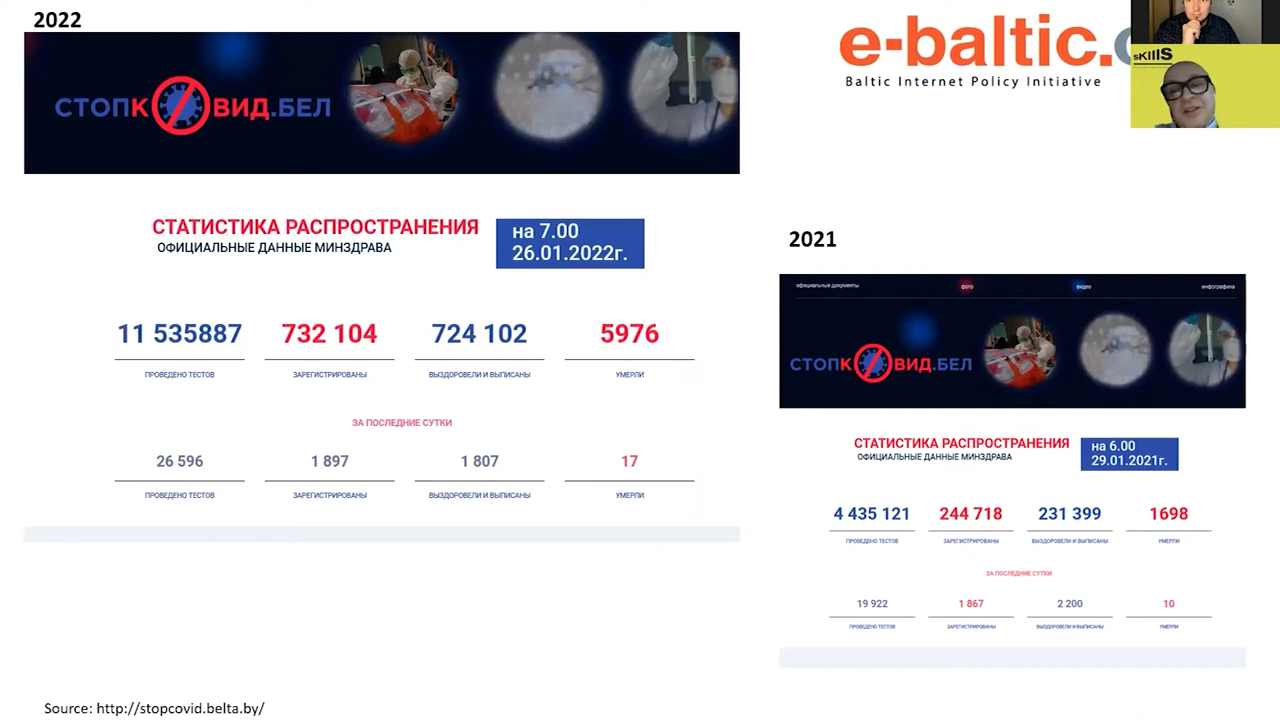 2022
СТОПКОВИД.БЕЛ
СТАТИСТИКА РАСПРОСТРАНЕНИЯ
ОФИЦИАЛЬНЫЕ ДАННЫЕ МИНЗДРАВА
на 7.00
26.01.2022г.
11 535887 732 104 724 102 5976
ПРОВЕДЕНО ТЕСТОВ ЗАРЕГИСТРИРОВАНЫ ВЫЗДОРОВЕЛИ И ВЫПИСАНЫ УМЕРЛИ
ЗА ПОСЛЕДНИЕ СУТКИ
26 596 1 897 1 807 17
ПРОВЕДЕНО ТЕСТОВ ЗАРЕГИСТРИРОВАНЫ ВЫЗДОРОВЕЛИ И ВЫПИСАНЫ УМЕРЛИ
Source: http://stopcovid.belta.by/
e-baltic.
Baltic Internet Policy Initiative
sKillS
2021
официальные документы фото видео инфографика
СТОПКОВИД.БЕЛ
СТАТИСТИКА РАСПРОСТРАНЕНИЯ
ОФИЦИАЛЬНЫЕ ДАННЫЕ МИНЗДРАВА
на 6.00
29.01.2021г.
4 435 121 244 718 231 399 1698
ПРОВЕДЕНО ТЕСТОВ ЗАРЕГИСТРИРОВАНЫ ВЫЗДОРОВЕЛИ И ВЫПИСАНЫ УМЕРЛИ
ЗА ПОСЛЕДНИЕ СУТКИ
19 922 1 867 2 200 10
ПРОВЕДЕНО ТЕСТОВ ЗАРЕГИСТРИРОВАНЫ ВЫЗДОРОВЕЛИ И ВЫПИСАНЫ УМЕРЛИ